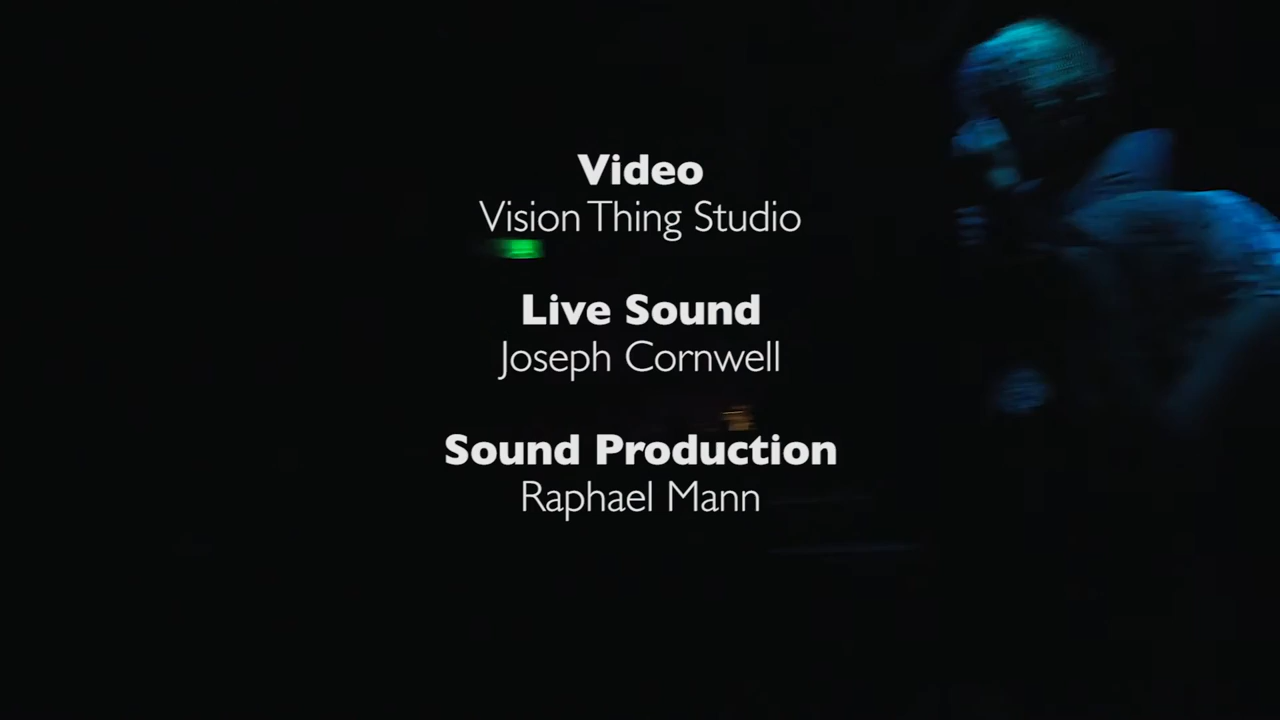 Video
Vision Thing Studio
Live Sound
Joseph Cornwell
Sound Production
Raphael Mann